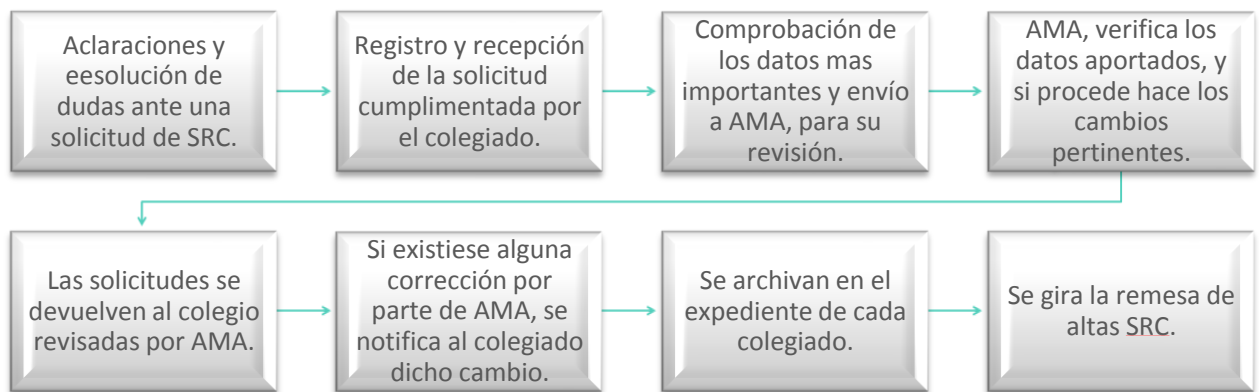 Aclaraciones y
eesolución de
dudas ante una
solicitud de SRC.
Registro y recepción
de la solicitud
cumplimentada por
el colegiado.
Comprobación de
los datos mas
importantes y envío
a AMA, para su
revisión.
AMA, verifica los
datos aportados, y
si procede hace los
cambios
pertinentes.
Las solicitudes se
devuelven al colegio
revisadas por AMA.
Si existiese alguna
corrección por
parte de AMA, se
notifica al colegiado
dicho cambio.
Se archivan en el
expediente de cada
colegiado.
Se gira la remesa de
altas SRC.